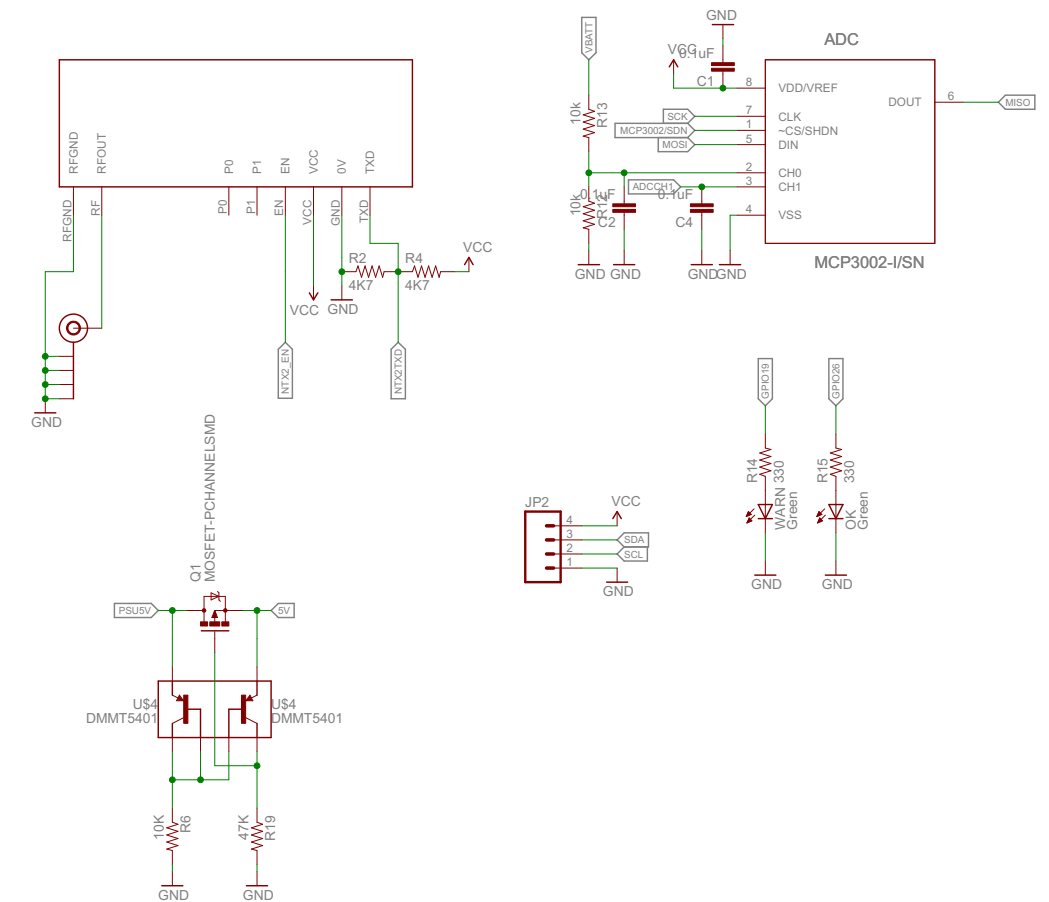 RFGND
RFOUT
P0
P1
EN
VCC
0V
TXD
RFGND
RF
P0
P1
EN
VCC
GND
TXD
R2
4K7
R4
4K7
VCC
VCC
GND
NTX2_EN
NTX2TXD
GND
GND
ADC
VBATT
VCC
0.1uF
C1
10k
R13
SCK
MCP3002/SDN
MOSI
8
7
1
5
2
3
4
VDD/VREF
CLK
~CS/SHDN
DIN
CH0
CH1
VSS
DOUT
6
MISO
10k
R12
0.1uF
C2
ADCCH1
0.1uF
C4
GND
GND
GND
GND
MCP3002-I/SN
GPIO19
GPIO26
R14
330
R15
330
WARN
Green
OK
Green
GND
GND
JP2
VCC
4
3
2
1
SDA
SCL
GND
Q1
MOSFET-PCHANNELSMD
PSU5V
5V
U$4
DMMT5401
U$4
DMMT5401
10K
R6
47K
R19
GND
GND